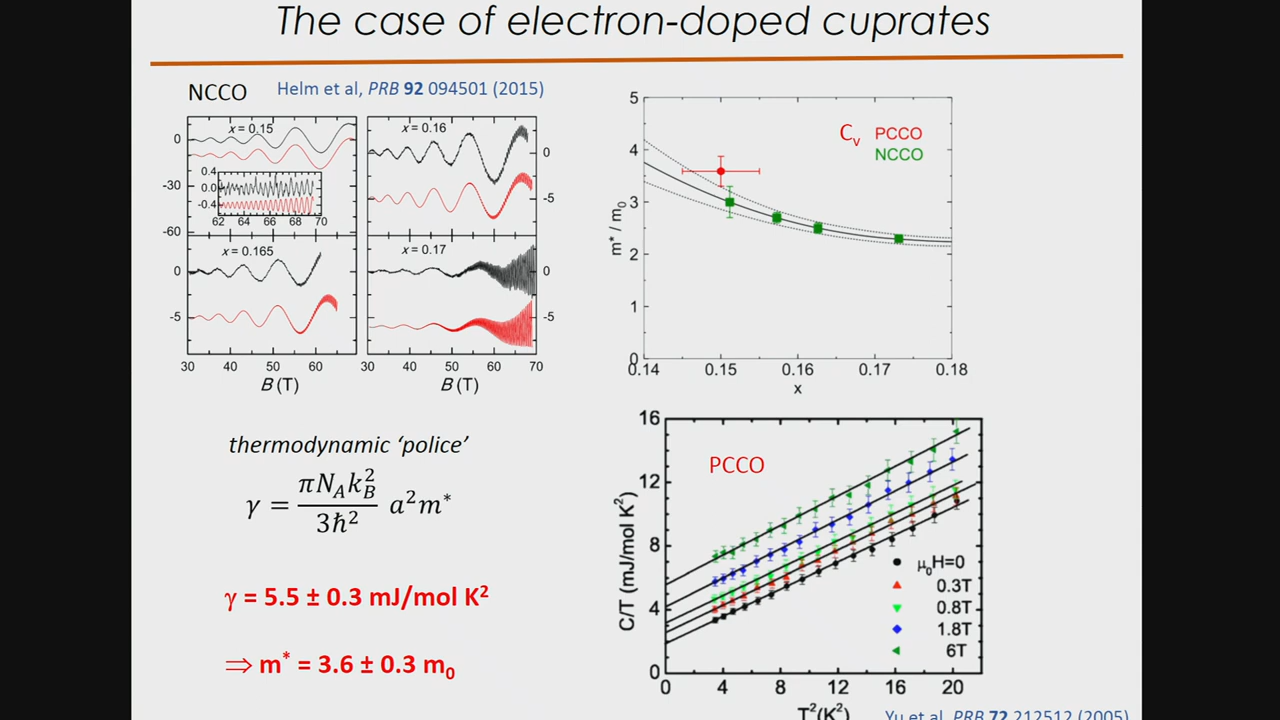 The case of electron-doped cuprates
NCCO
Helm et al, PRB 92 094501 (2015)
x = 0.15
x = 0.16
0
-30
-60
0.4
0.0
-0.4
62 64 66 68 70
0
-5
x = 0.165
x = 0.17
0
-5
0
-5
30 40 50 60
30 40 50 60 70
B (T)
B (T)
5
4
3
2
1
0
m* / m0
Cv
PCCO
NCCO
0.14 0.15 0.16 0.17 0.18
x
thermodynamic ‘police’
γ = πN_A k_B^2 / 3ħ^2 a^2 m*
γ = 5.5 ± 0.3 mJ/mol K²
⇒ m* = 3.6 ± 0.3 m0
PCCO
16
12
8
4
0
C/T (mJ/mol K²)
μ0H=0
0.3T
0.8T
1.8T
6T
0 4 8 12 16 20
T²(K²)
Yu et al, PRB 72 212512 (2005)